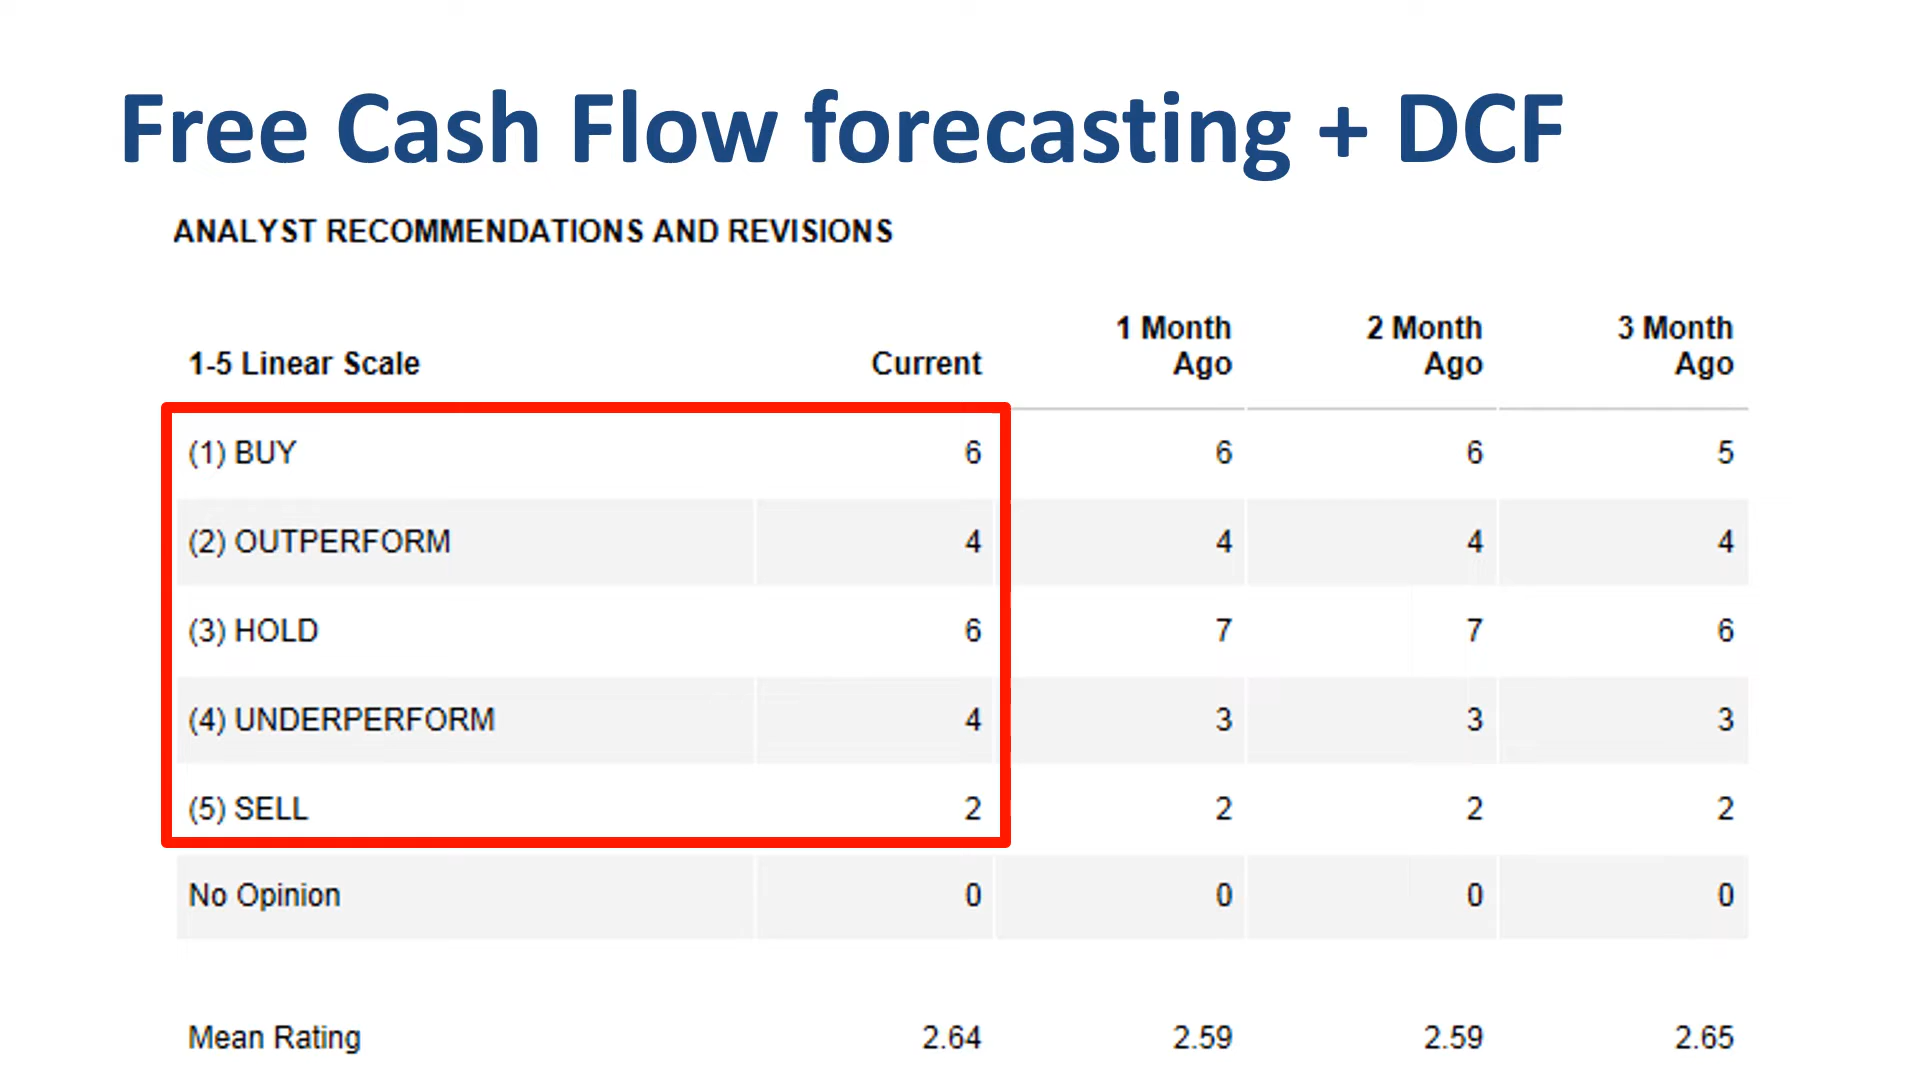 Free Cash Flow forecasting + DCF
ANALYST RECOMMENDATIONS AND REVISIONS
1-5 Linear Scale Current 1 Month Ago 2 Month Ago 3 Month Ago
(1) BUY 6 6 6 5
(2) OUTPERFORM 4 4 4 4
(3) HOLD 6 7 7 6
(4) UNDERPERFORM 4 3 3 3
(5) SELL 2 2 2 2
No Opinion 0 0 0 0
Mean Rating 2.64 2.59 2.59 2.65